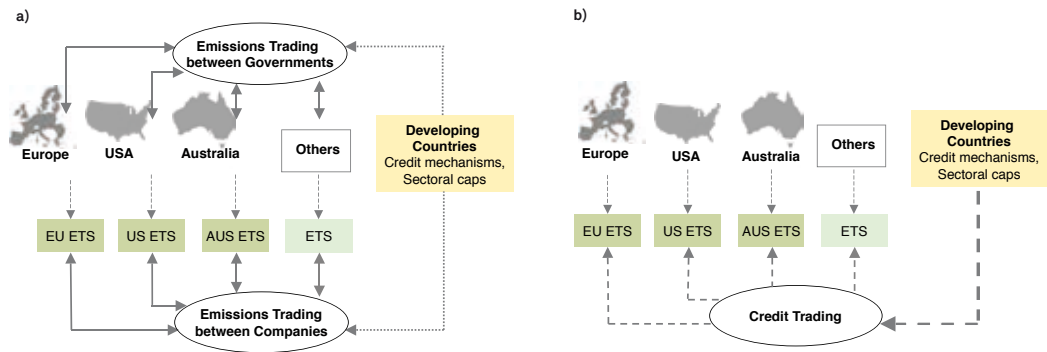 a)
Emissions Trading
between Governments
Europe
USA
Australia
Others
Developing
Countries
Credit mechanisms,
Sectoral caps
EU ETS
US ETS
AUS ETS
ETS
Emissions Trading
between Companies
b)
Europe
USA
Australia
Others
Developing
Countries
Credit mechanisms,
Sectoral caps
EU ETS
US ETS
AUS ETS
ETS
Credit Trading